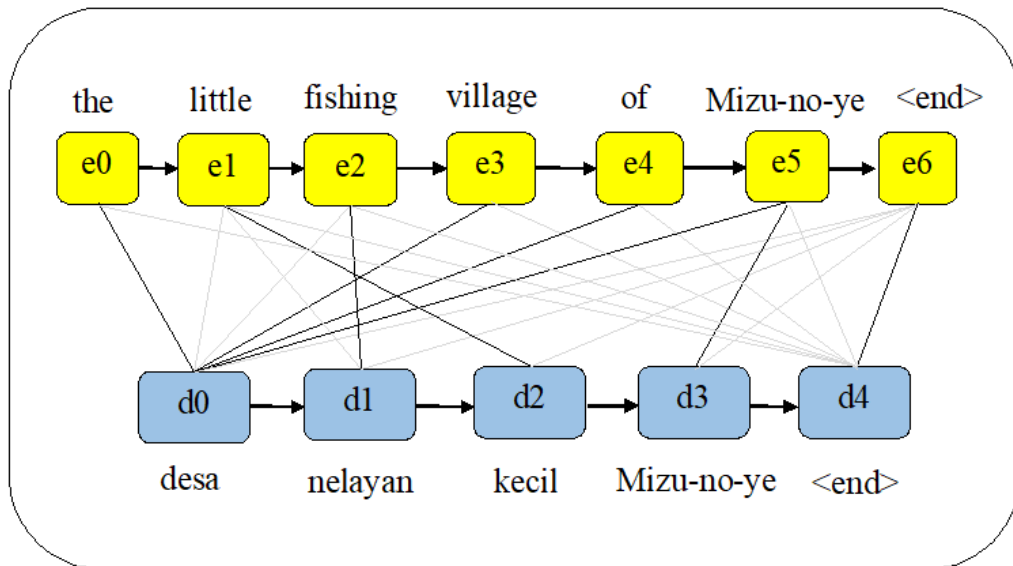 the little fishing village of Mizu-no-ye <end>
e0 e1 e2 e3 e4 e5 e6
d0 d1 d2 d3 d4
desa nelayan kecil Mizu-no-ye <end>